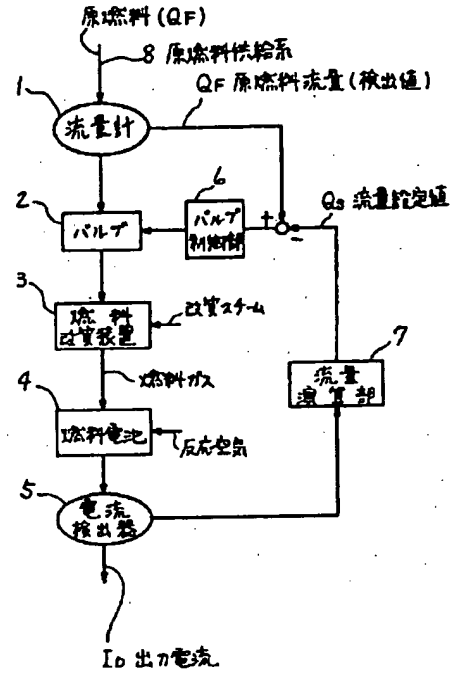 原燃料(QF)
8 原燃料供給系
QF 原燃料流量(検出値)
1
流量計
6
2
バルブ
バルブ
制御部
+
-
Qs 流量設定値
3
燃料
改質装置
改質スチーム
7
流量
演算部
燃料ガス
4
燃料電池
反応空気
5
電流
検出器
ID 出力電流